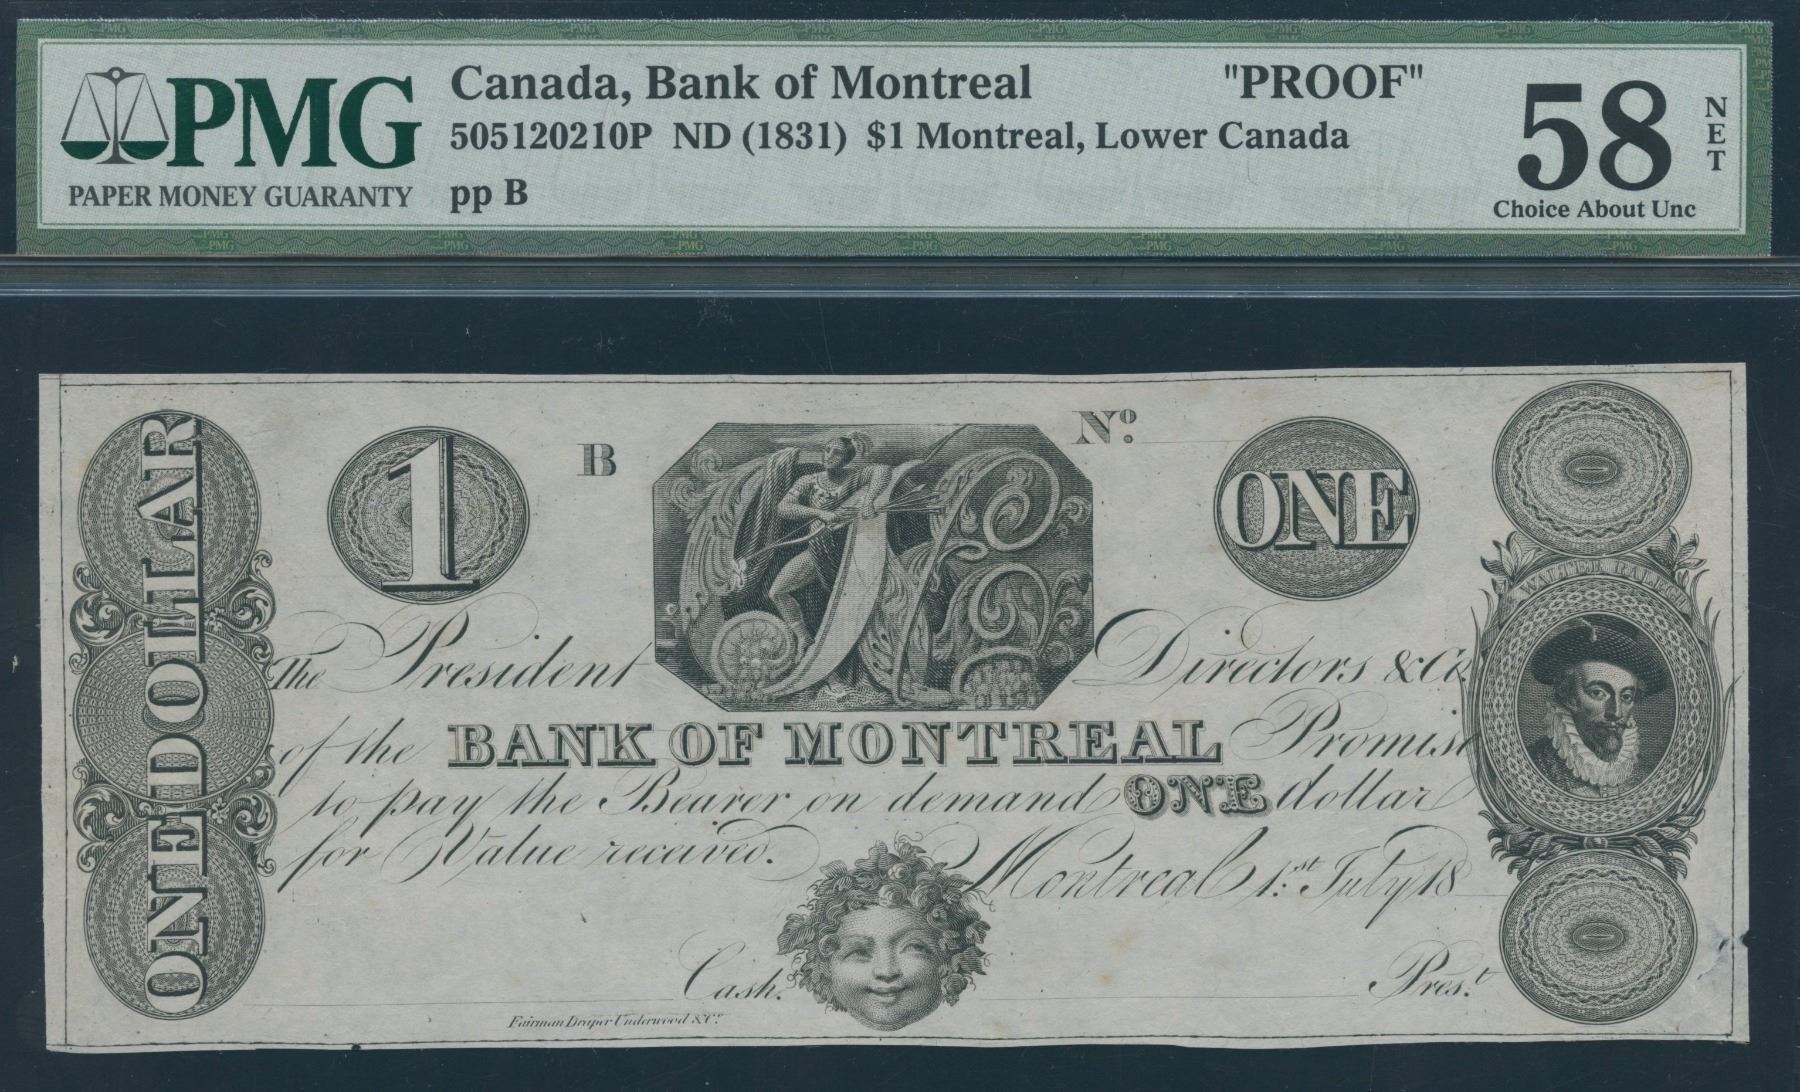 PMG
PAPER MONEY GUARANTY
Canada, Bank of Montreal "PROOF"
505120210P ND (1831) $1 Montreal, Lower Canada
pp B
58 NET
Choice About Unc
ONE DOLLAR
1
B
No.
ONE
WALTER RALEGH
The President Directors & Co.
of the BANK OF MONTREAL Promise
to pay the Bearer on demand ONE dollar
for Value received.
Montreal 1st July 18
Cash.
Pres.t
Fairman Draper Underwood & Co.